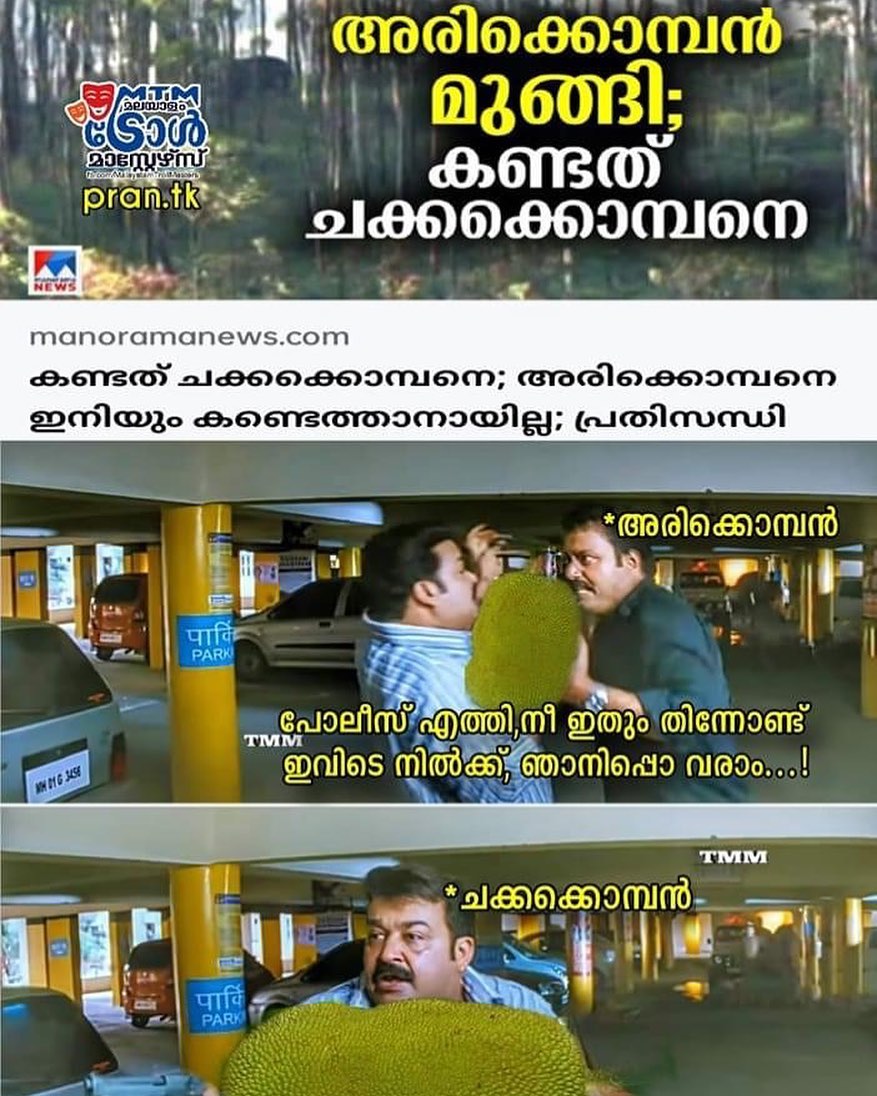 അരിക്കൊമ്പൻ
മുങ്ങി;
കണ്ടത്
ചക്കക്കൊമ്പനെ
MTM
മലയാളം
ട്രോൾ
മാസ്റ്റേഴ്സ്
pran.tk
manorama
NEWS
manoramanews.com
കണ്ടത് ചക്കക്കൊമ്പനെ; അരിക്കൊമ്പനെ
ഇനിയും കണ്ടെത്താനായില്ല; പ്രതിസന്ധി
*അരിക്കൊമ്പൻ
पार्कि
PARK
MH 01 G 3456
TMM
പോലീസ് എത്തി,നീ ഇതും തിന്നോണ്ട്
ഇവിടെ നിൽക്ക്, ഞാനിപ്പൊ വരാം...!
TMM
*ചക്കക്കൊമ്പൻ
पार्कि
PARK